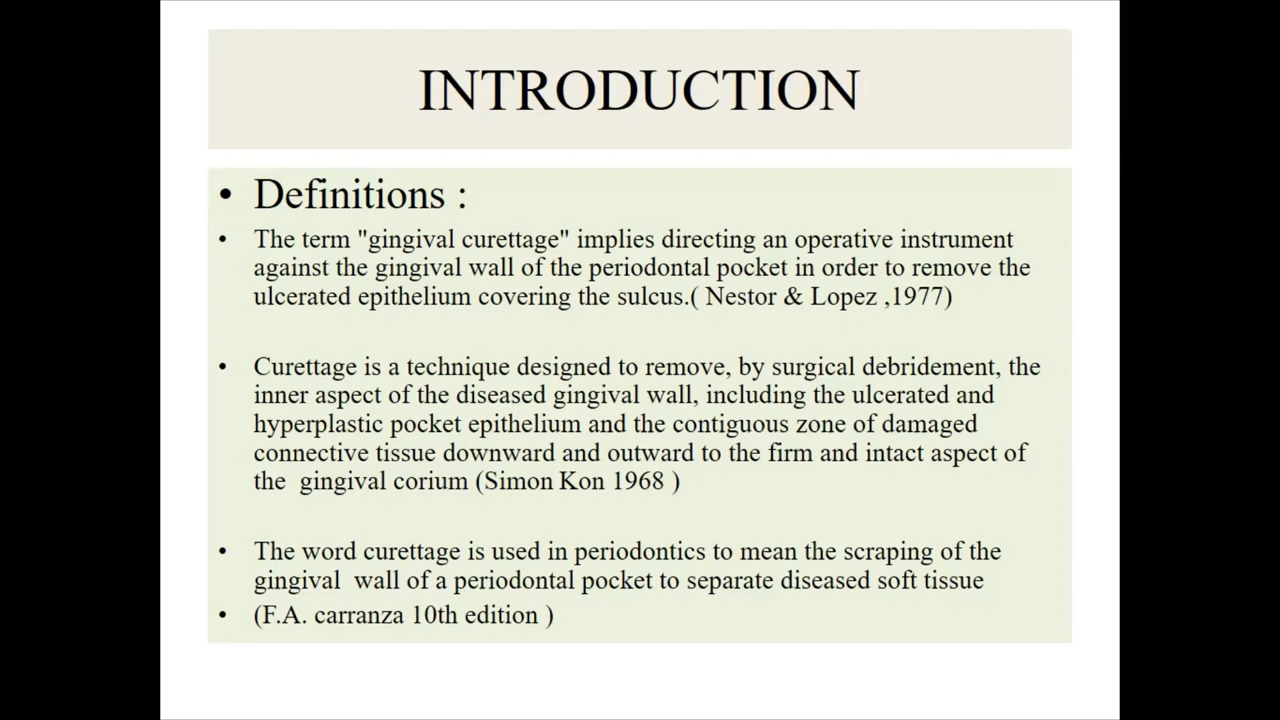 INTRODUCTION
• Definitions :
• The term "gingival curettage" implies directing an operative instrument
against the gingival wall of the periodontal pocket in order to remove the
ulcerated epithelium covering the sulcus.( Nestor & Lopez ,1977)
• Curettage is a technique designed to remove, by surgical debridement, the
inner aspect of the diseased gingival wall, including the ulcerated and
hyperplastic pocket epithelium and the contiguous zone of damaged
connective tissue downward and outward to the firm and intact aspect of
the  gingival corium (Simon Kon 1968 )
• The word curettage is used in periodontics to mean the scraping of the
gingival  wall of a periodontal pocket to separate diseased soft tissue
• (F.A. carranza 10th edition )